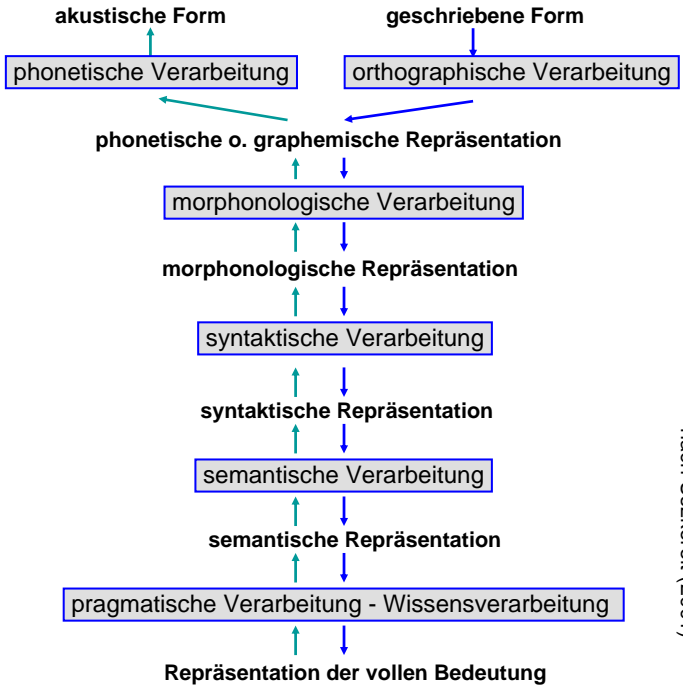 akustische Form
geschriebene Form
phonetische Verarbeitung
orthographische Verarbeitung
phonetische o. graphemische Repräsentation
morphonologische Verarbeitung
morphonologische Repräsentation
syntaktische Verarbeitung
syntaktische Repräsentation
semantische Verarbeitung
semantische Repräsentation
pragmatische Verarbeitung - Wissensverarbeitung
Repräsentation der vollen Bedeutung